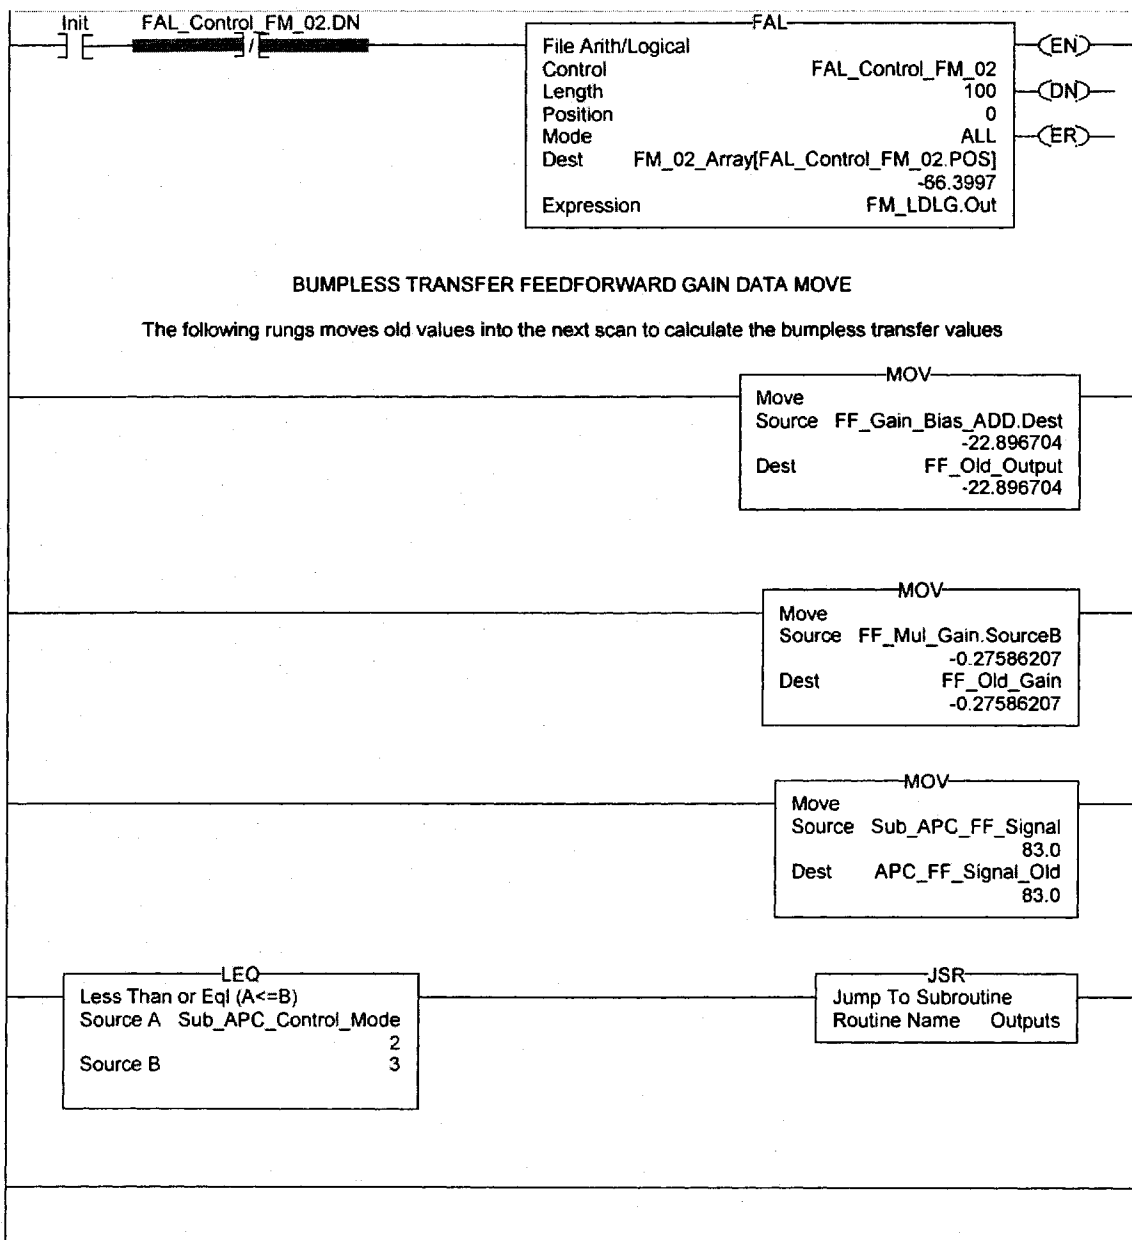 Init FAL_Control_FM_02.DN
FAL
File Arith/Logical
Control FAL_Control_FM_02
Length 100
Position 0
Mode ALL
Dest FM_02_Array[FAL_Control_FM_02.POS]
-66.3997
Expression FM_LDLG.Out
EN
DN
ER
BUMPLESS TRANSFER FEEDFORWARD GAIN DATA MOVE
The following rungs moves old values into the next scan to calculate the bumpless transfer values
MOV
Move
Source FF_Gain_Bias_ADD.Dest
-22.896704
Dest FF_Old_Output
-22.896704
MOV
Move
Source FF_Mul_Gain.SourceB
-0.27586207
Dest FF_Old_Gain
-0.27586207
MOV
Move
Source Sub_APC_FF_Signal
83.0
Dest APC_FF_Signal_Old
83.0
LEQ
Less Than or Eql (A<=B)
Source A Sub_APC_Control_Mode
2
Source B 3
JSR
Jump To Subroutine
Routine Name Outputs